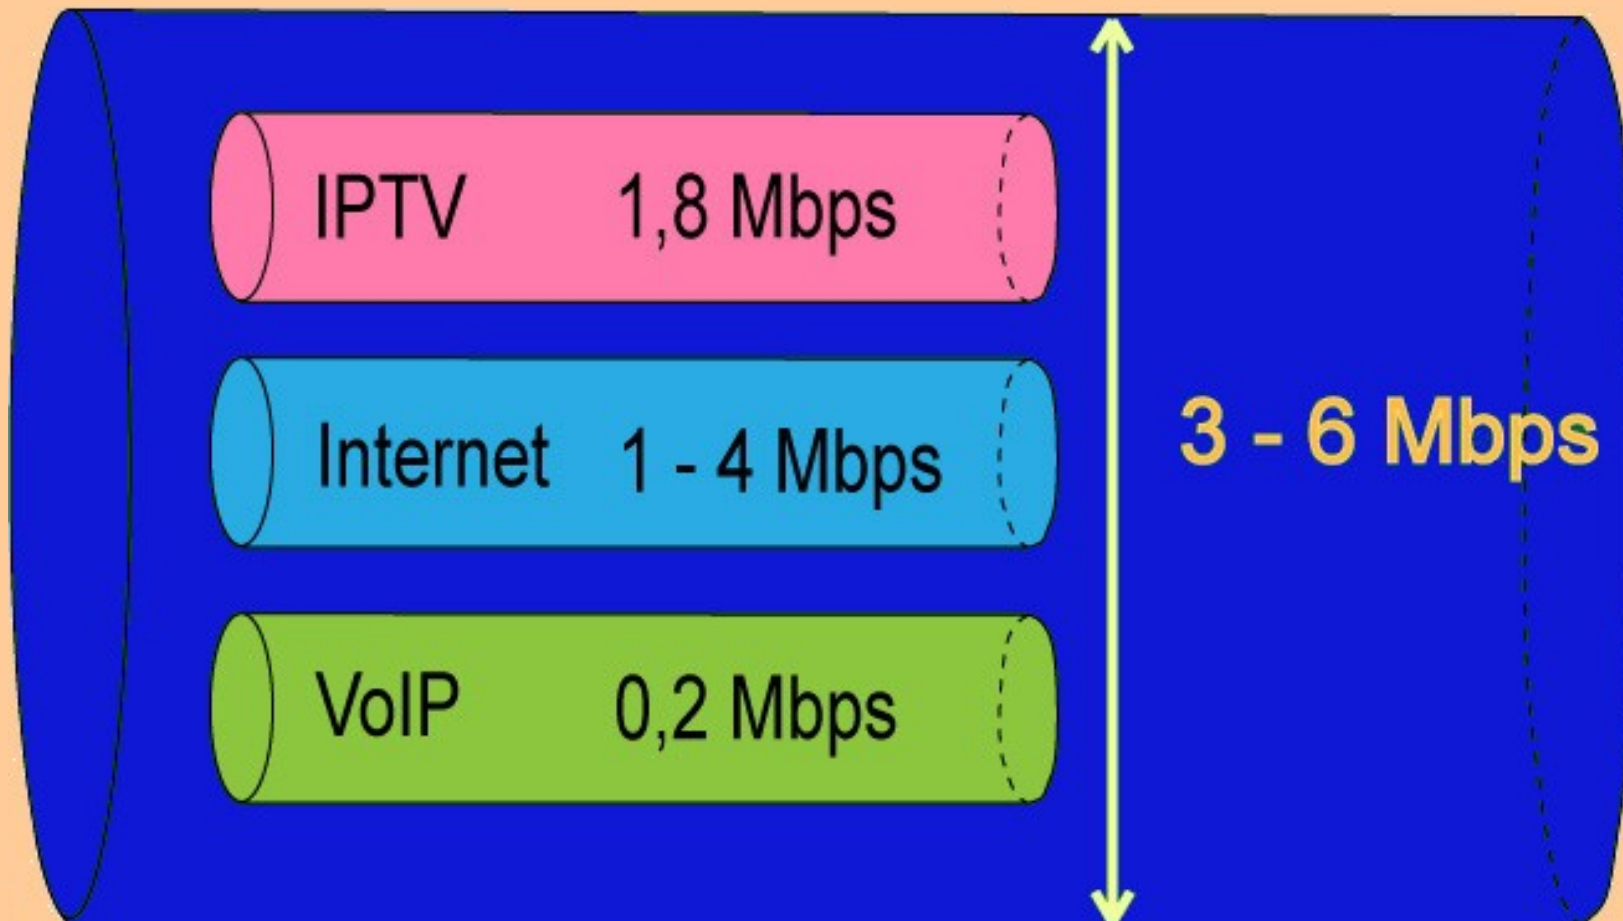 IPTV 1,8 Mbps
Internet 1 - 4 Mbps
3 - 6 Mbps
VoIP 0,2 Mbps